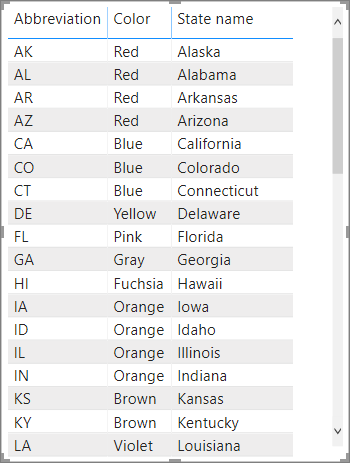 Abbreviation Color State name
AK Red Alaska
AL Red Alabama
AR Red Arkansas
AZ Red Arizona
CA Blue California
CO Blue Colorado
CT Blue Connecticut
DE Yellow Delaware
FL Pink Florida
GA Gray Georgia
HI Fuchsia Hawaii
IA Orange Iowa
ID Orange Idaho
IL Orange Illinois
IN Orange Indiana
KS Brown Kansas
KY Brown Kentucky
LA Violet Louisiana